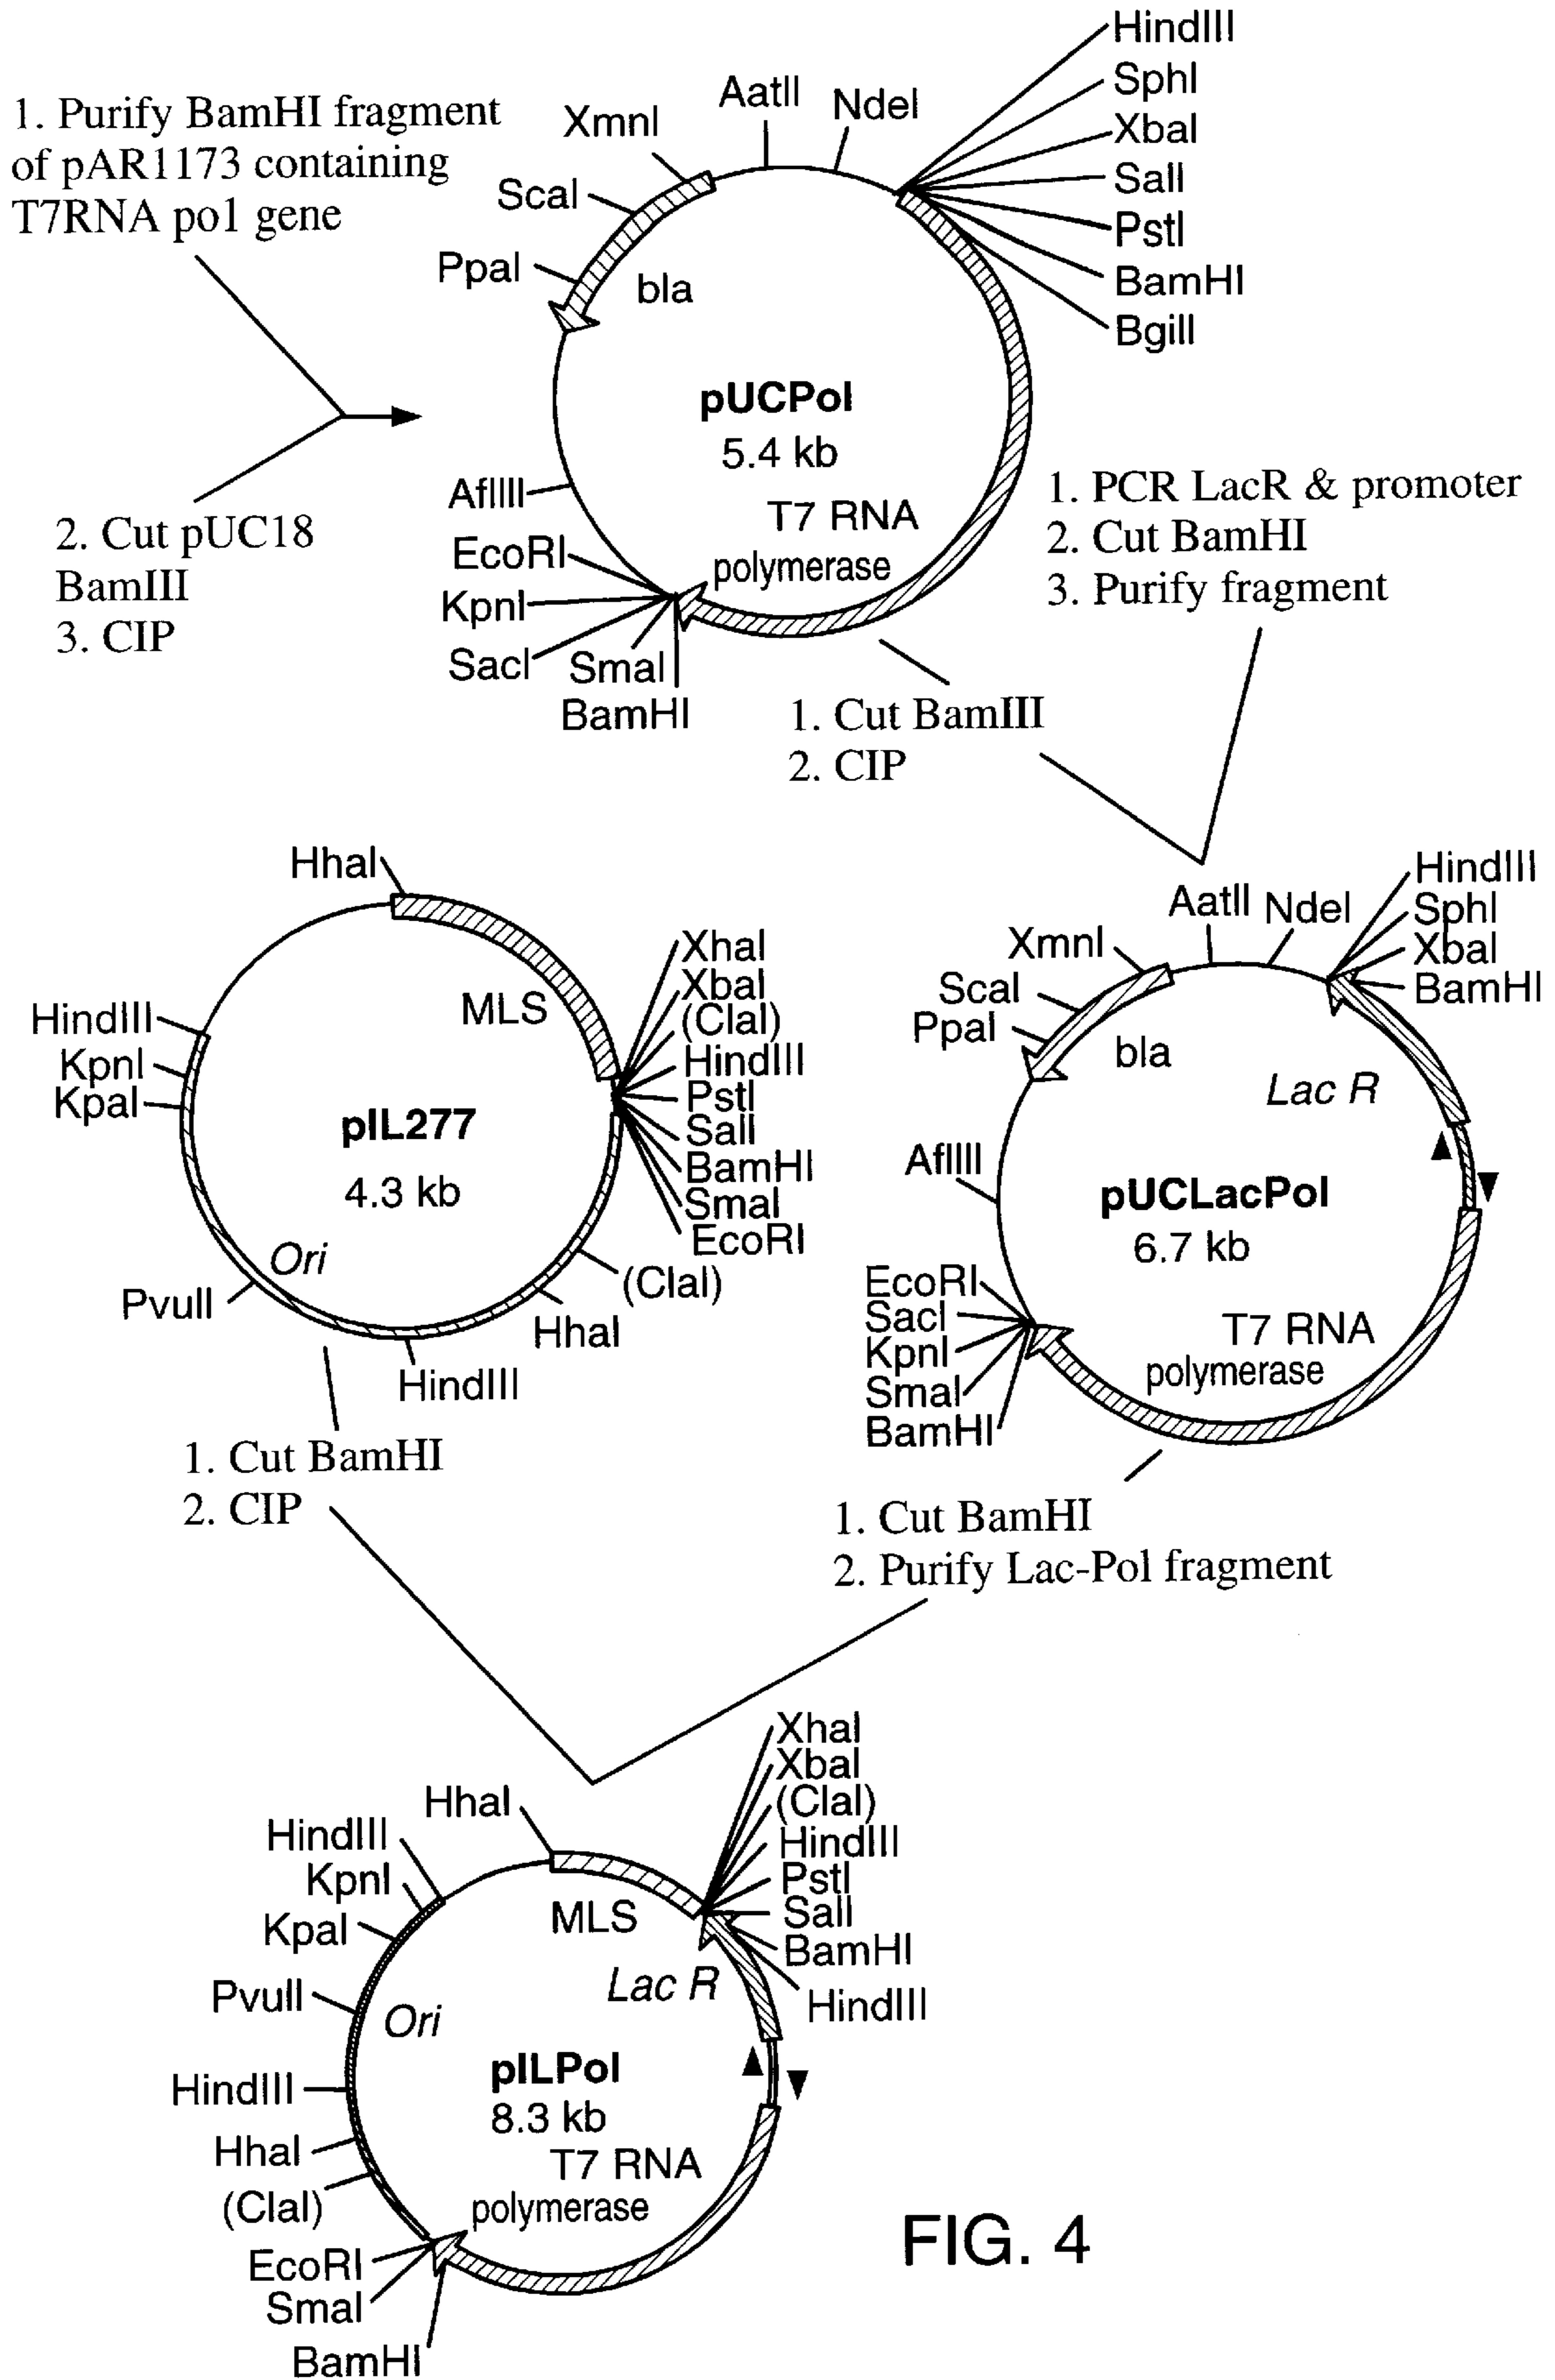 1. Purify BamHI fragment
of pAR1173 containing
T7RNA pol gene
2. Cut pUC18
BamIII
3. CIP
XmnI
AatII
NdeI
HindIII
SphI
XbaI
SalI
PstI
BamHI
BgiII
ScaI
PpaI
bla
pUCPol
5.4 kb
T7 RNA
polymerase
AflIII
EcoRI
KpnI
SacI
SmaI
BamHI
1. PCR LacR & promoter
2. Cut BamHI
3. Purify fragment
1. Cut BamIII
2. CIP
HhaI
MLS
XhaI
XbaI
(ClaI)
HindIII
PstI
SalI
BamHI
SmaI
EcoRI
(ClaI)
HhaI
HindIII
PvuII
Ori
HindIII
KpnI
KpaI
pIL277
4.3 kb
1. Cut BamHI
2. CIP
XmnI
AatII
NdeI
HindIII
SphI
XbaI
BamHI
ScaI
PpaI
bla
Lac R
AflIII
pUCLacPol
6.7 kb
EcoRI
SacI
KpnI
SmaI
BamHI
T7 RNA
polymerase
1. Cut BamHI
2. Purify Lac-Pol fragment
HhaI
XhaI
XbaI
(ClaI)
HindIII
PstI
SalI
BamHI
HindIII
MLS
Lac R
HindIII
KpnI
KpaI
PvuII
Ori
HindIII
HhaI
(ClaI)
EcoRI
SmaI
BamHI
pILPol
8.3 kb
T7 RNA
polymerase
FIG. 4